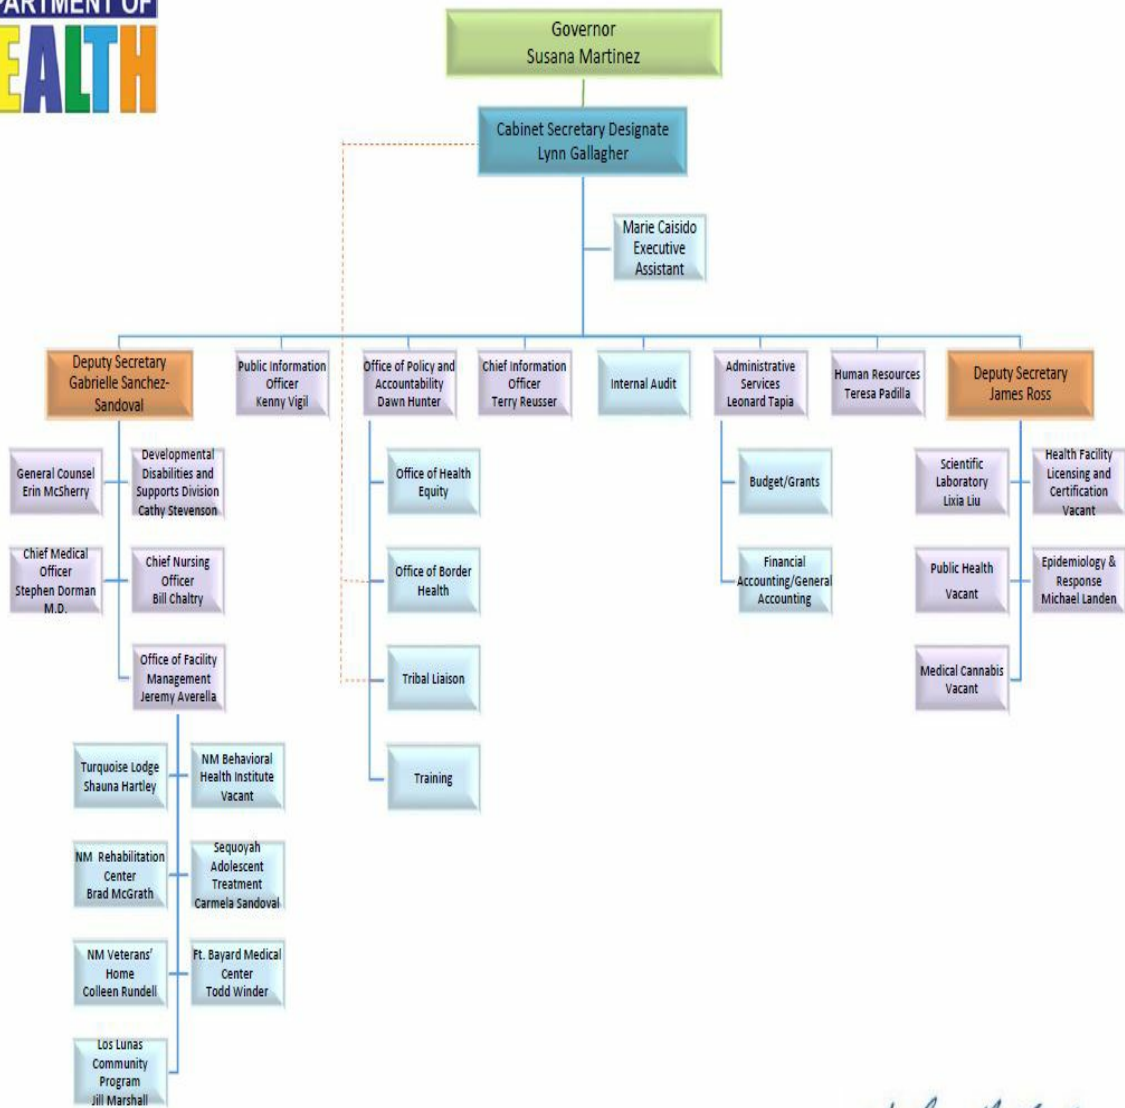 DEPARTMENT OF
HEALTH
Governor
Susana Martinez
Cabinet Secretary Designate
Lynn Gallagher
Marie Caisido
Executive
Assistant
Deputy Secretary
Gabrielle Sanchez-
Sandoval
Public Information
Officer
Kenny Vigil
Office of Policy and
Accountability
Dawn Hunter
Chief Information
Officer
Terry Reusser
Internal Audit
Administrative
Services
Leonard Tapia
Human Resources
Teresa Padilla
Deputy Secretary
James Ross
General Counsel
Erin McSherry
Developmental
Disabilities and
Supports Division
Cathy Stevenson
Office of Health
Equity
Budget/Grants
Scientific
Laboratory
Lixia Liu
Health Facility
Licensing and
Certification
Vacant
Chief Medical
Officer
Stephen Dorman
M.D.
Chief Nursing
Officer
Bill Chaltry
Office of Border
Health
Financial
Accounting/General
Accounting
Public Health
Vacant
Epidemiology &
Response
Michael Landen
Office of Facility
Management
Jeremy Averella
Tribal Liaison
Medical Cannabis
Vacant
Turquoise Lodge
Shauna Hartley
NM Behavioral
Health Institute
Vacant
Training
NM Rehabilitation
Center
Brad McGrath
Sequoyah
Adolescent
Treatment
Carmela Sandoval
NM Veterans'
Home
Colleen Rundell
Ft. Bayard Medical
Center
Todd Winder
Los Lunas
Community
Program
Jill Marshall